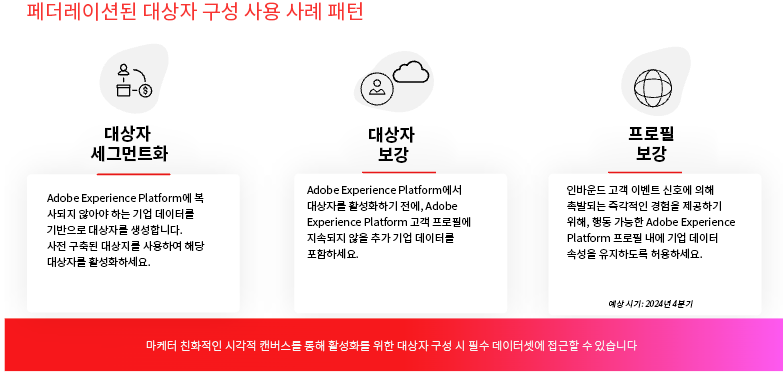 페더레이션된 대상자 구성 사용 사례 패턴
대상자
세그먼트화
Adobe Experience Platform에 복
사되지 않아야 하는 기업 데이터를
기반으로 대상자를 생성합니다.
사전 구축된 대상지를 사용하여 해당
대상자를 활성화하세요.
대상자
보강
Adobe Experience Platform에서
대상자를 활성화하기 전에, Adobe
Experience Platform 고객 프로필에
지속되지 않을 추가 기업 데이터를
포함하세요.
프로필
보강
인바운드 고객 이벤트 신호에 의해
촉발되는 즉각적인 경험을 제공하기
위해, 행동 가능한 Adobe Experience
Platform 프로필 내에 기업 데이터
속성을 유지하도록 허용하세요.
예상 시기: 2024년 4분기
마케터 친화적인 시각적 캔버스를 통해 활성화를 위한 대상자 구성 시 필수 데이터셋에 접근할 수 있습니다